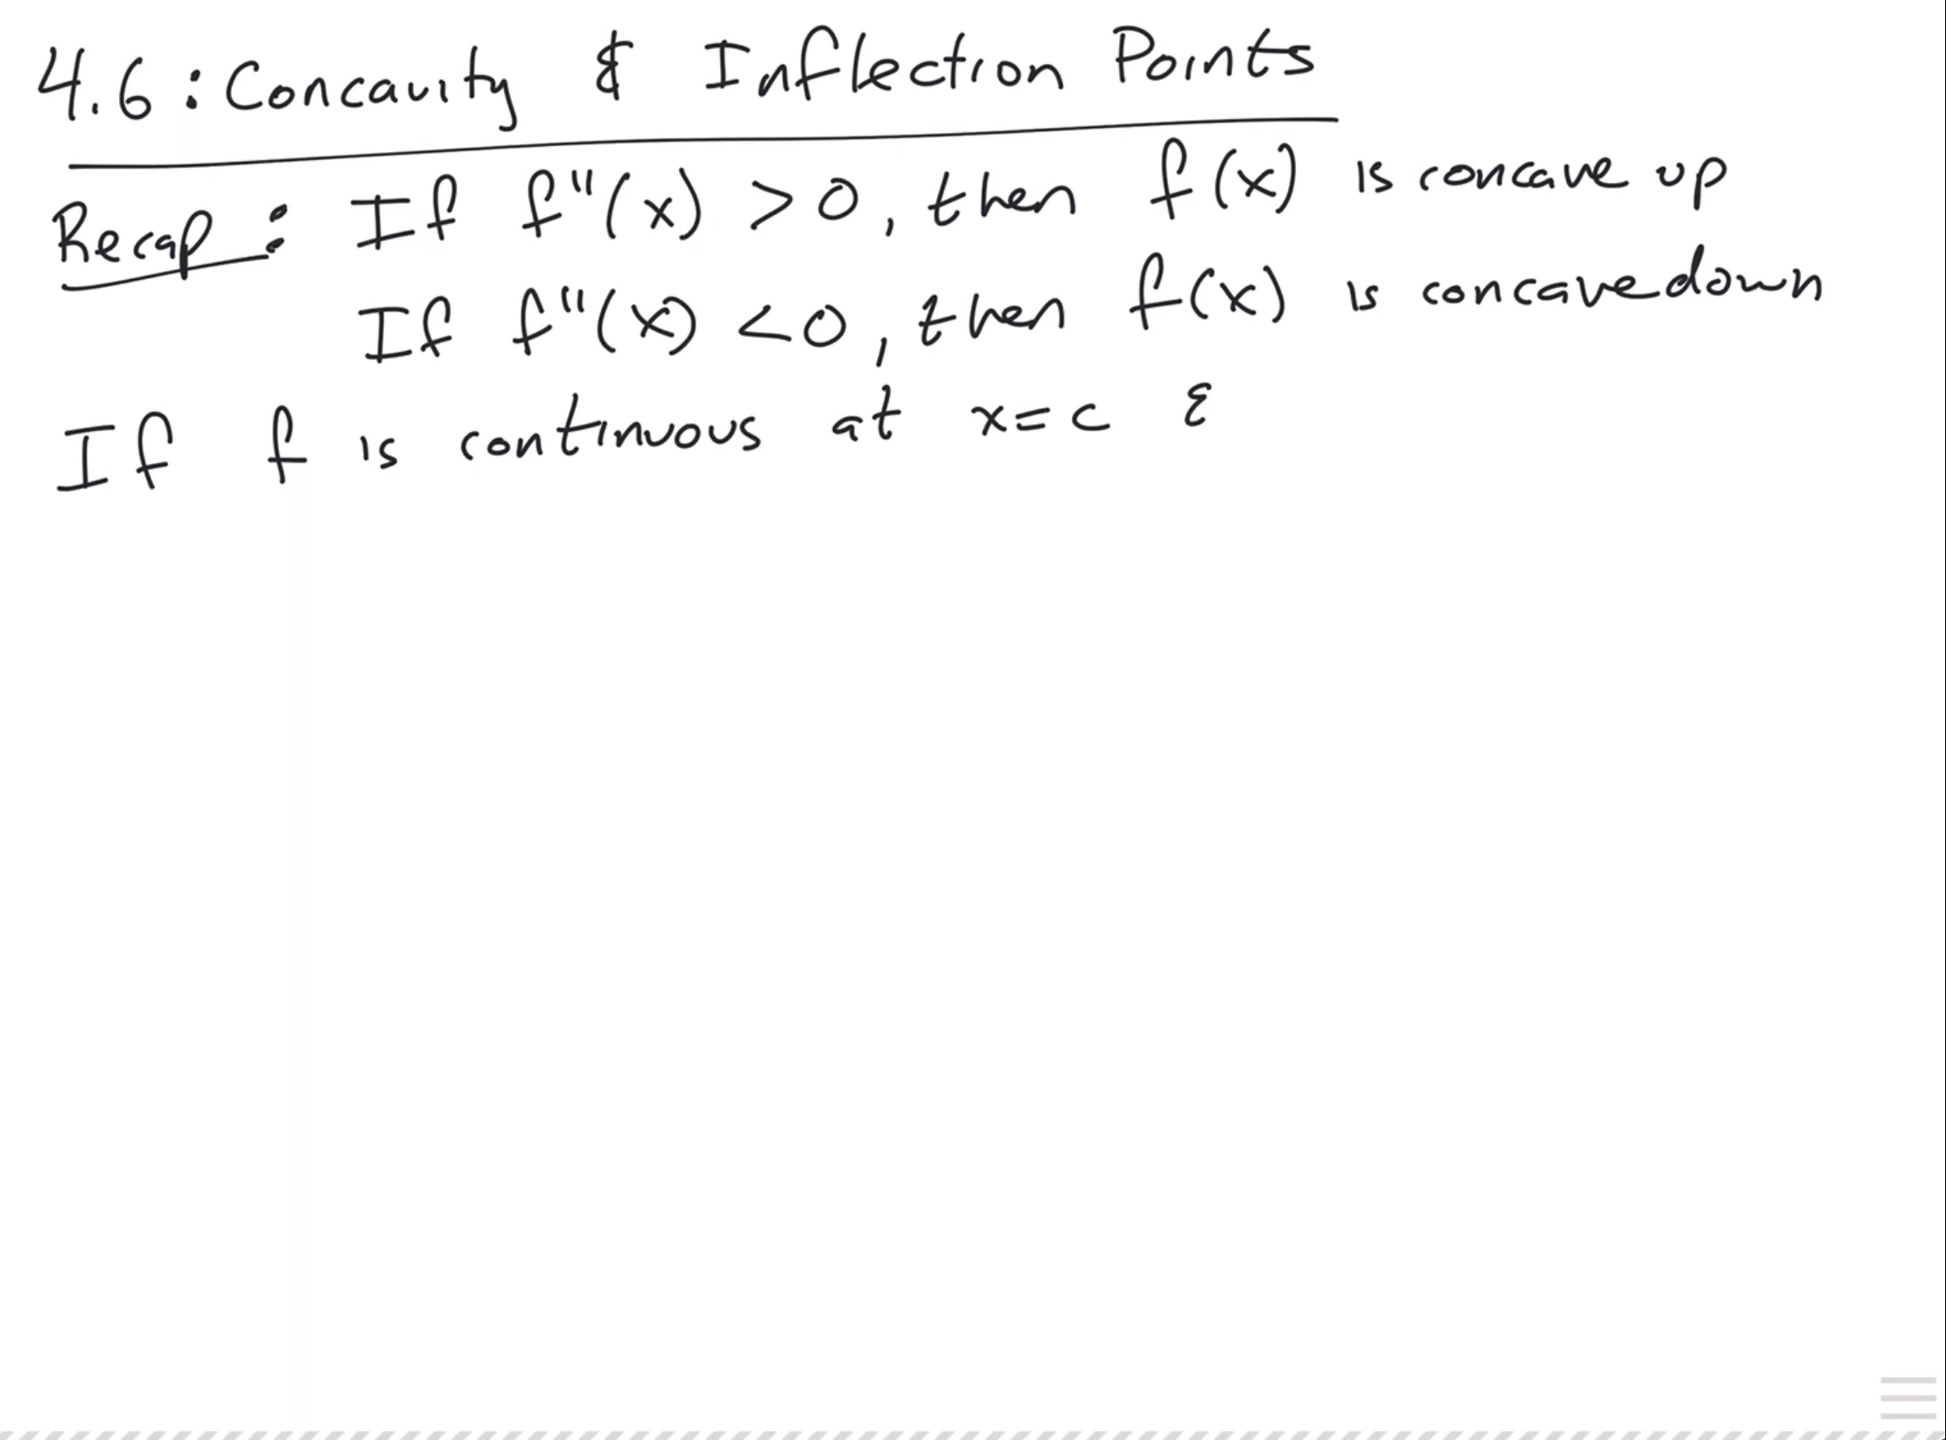 4.6: Concavity & Inflection Points
Recap: If f"(x) > 0, then f(x) is concave up
If f"(x) < 0, then f(x) is concave down
If f is continuous at x = c &